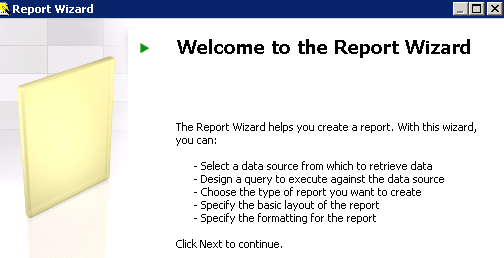 Report Wizard
Welcome to the Report Wizard
The Report Wizard helps you create a report. With this wizard,
you can:
- Select a data source from which to retrieve data
- Design a query to execute against the data source
- Choose the type of report you want to create
- Specify the basic layout of the report
- Specify the formatting for the report
Click Next to continue.